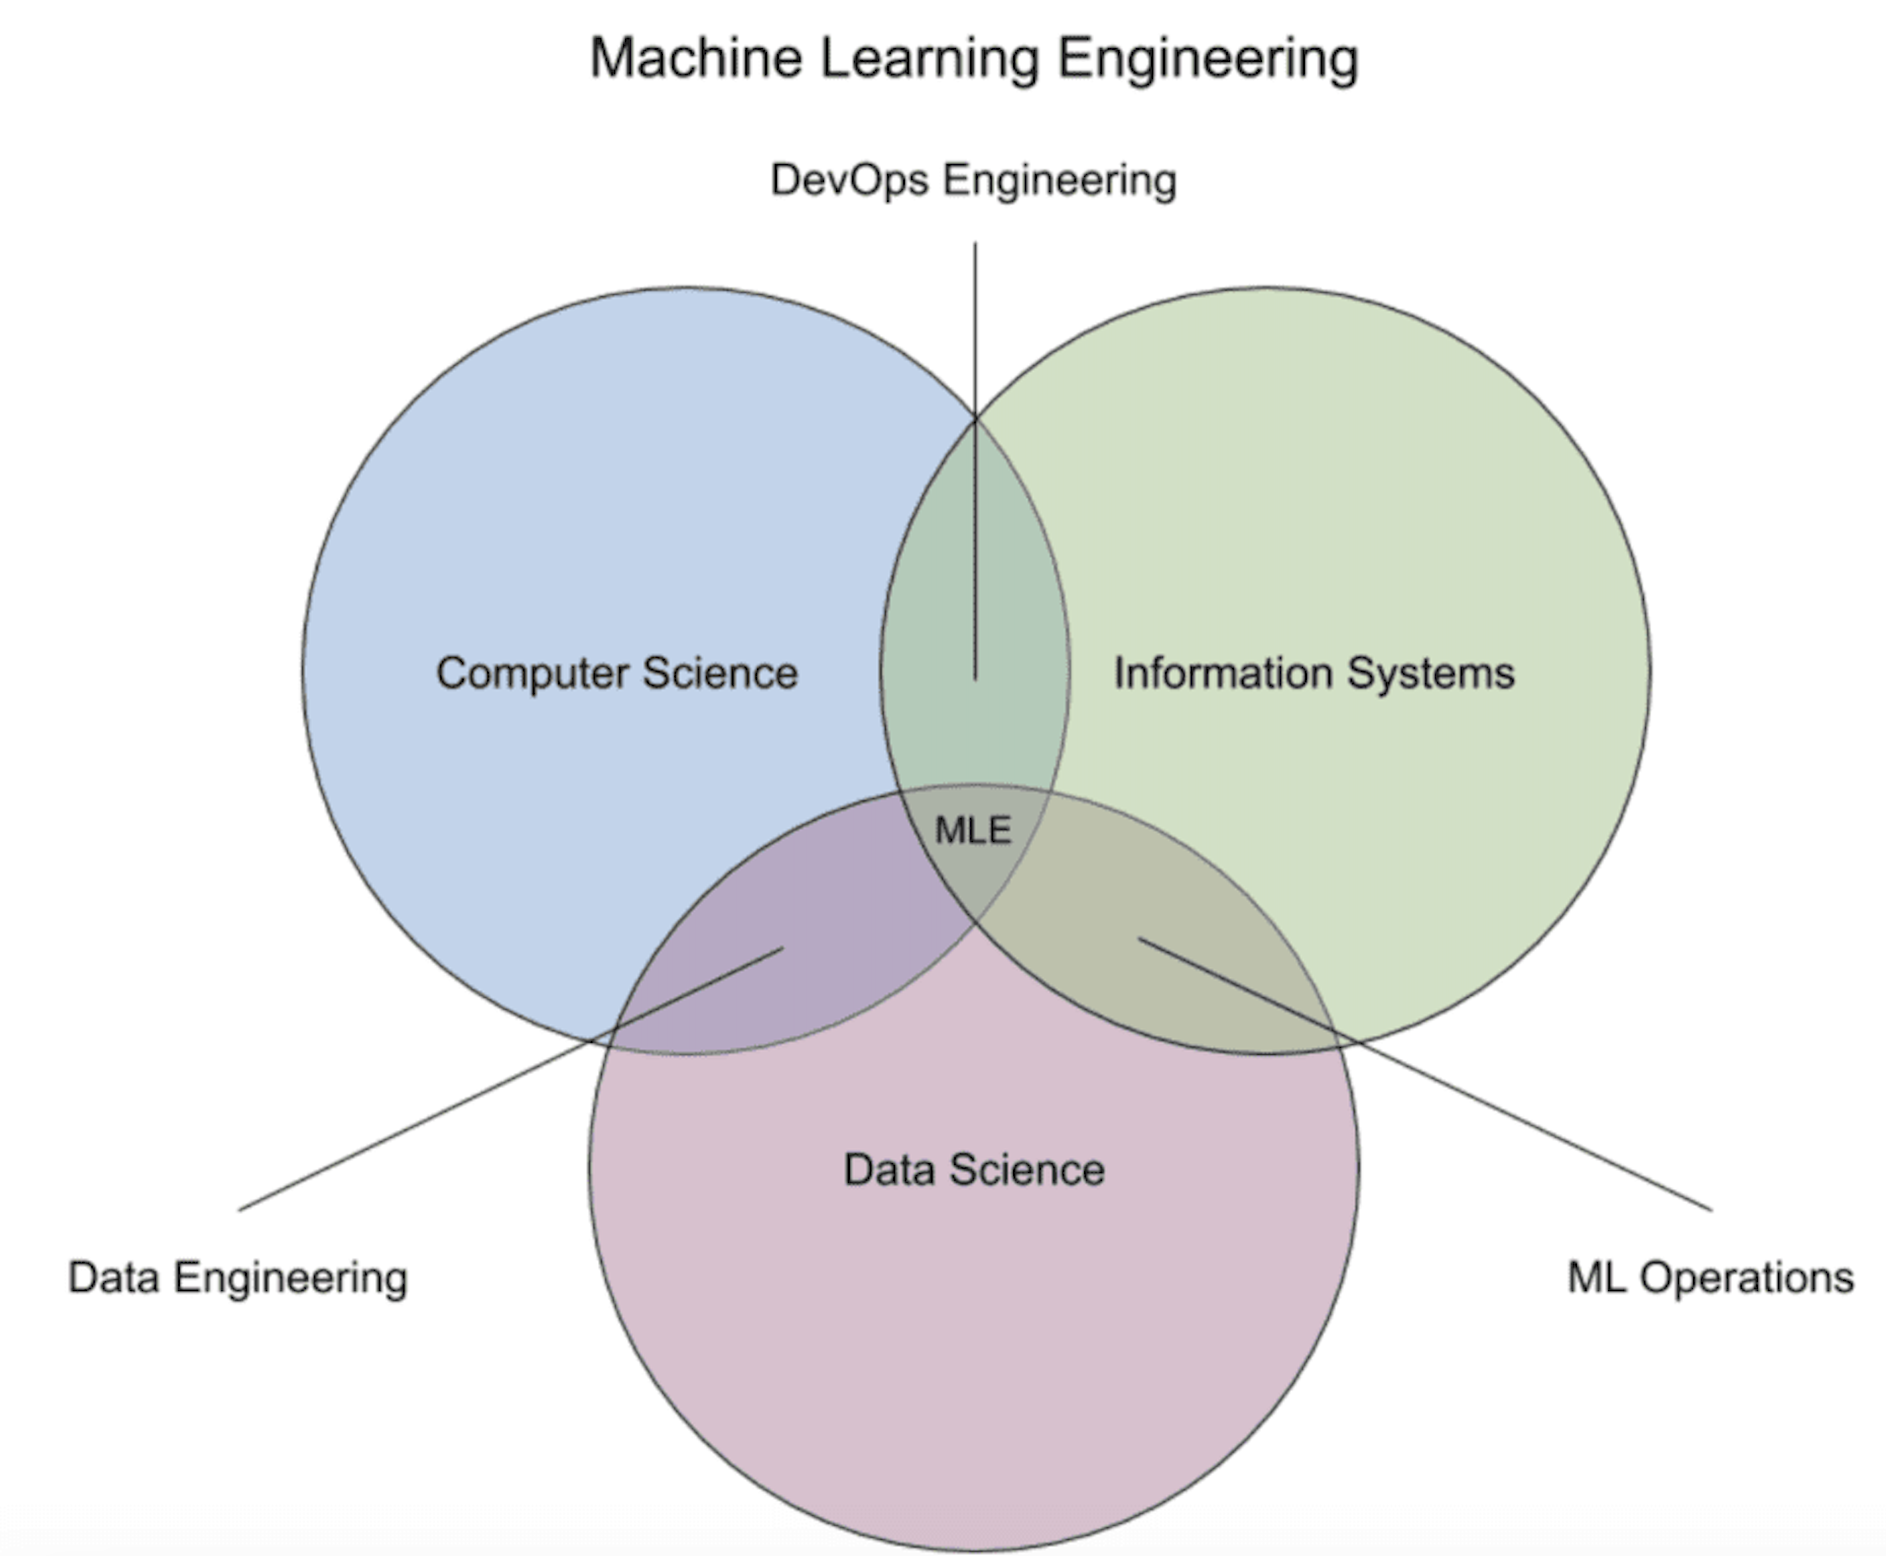 Machine Learning Engineering
DevOps Engineering
Computer Science
Information Systems
MLE
Data Science
Data Engineering
ML Operations